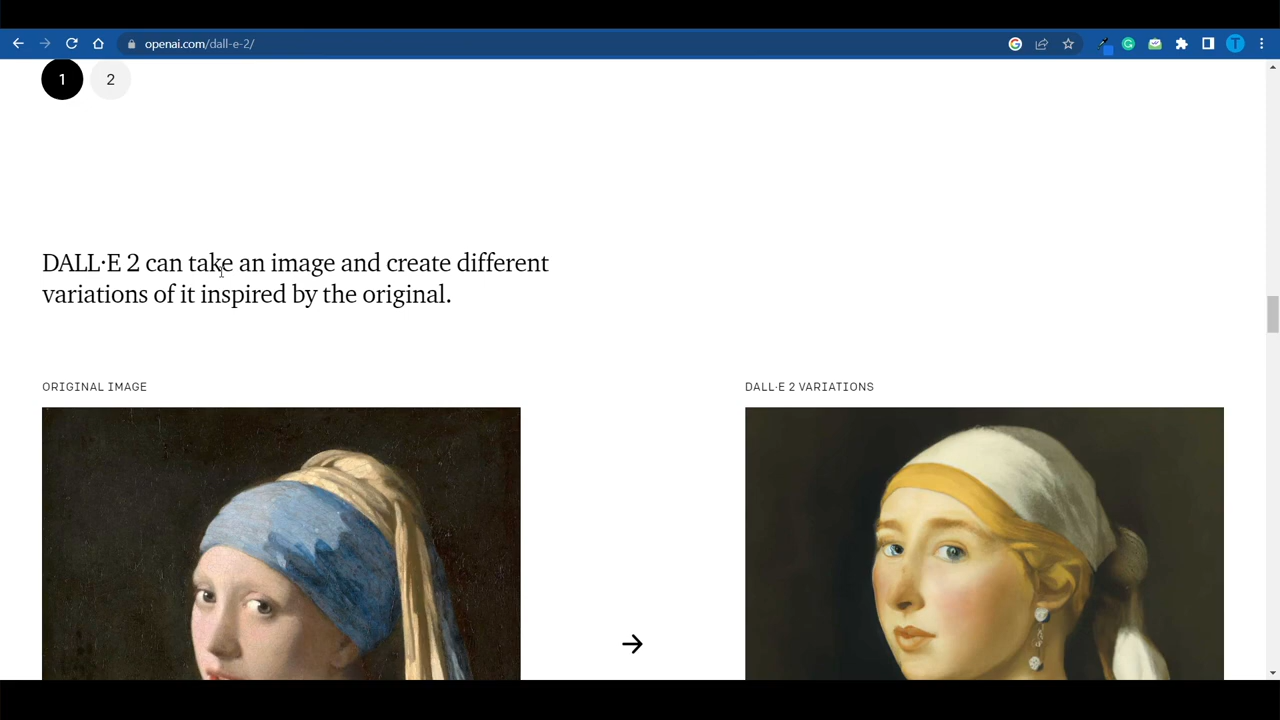 openai.com/dall-e-2/
T
1 2
DALL·E 2 can take an image and create different
variations of it inspired by the original.
ORIGINAL IMAGE
DALL·E 2 VARIATIONS